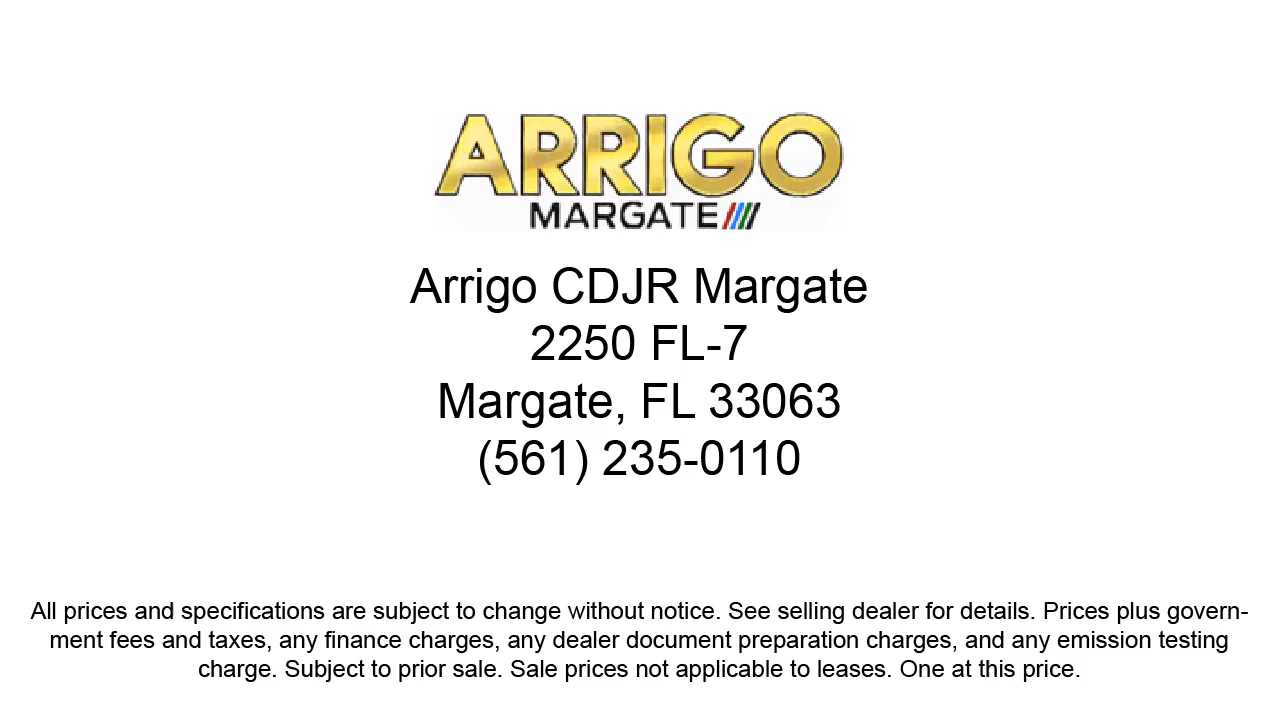 ARRIGO
MARGATE
Arrigo CDJR Margate
2250 FL-7
Margate, FL 33063
(561) 235-0110
All prices and specifications are subject to change without notice. See selling dealer for details. Prices plus govern-
ment fees and taxes, any finance charges, any dealer document preparation charges, and any emission testing
charge. Subject to prior sale. Sale prices not applicable to leases. One at this price.